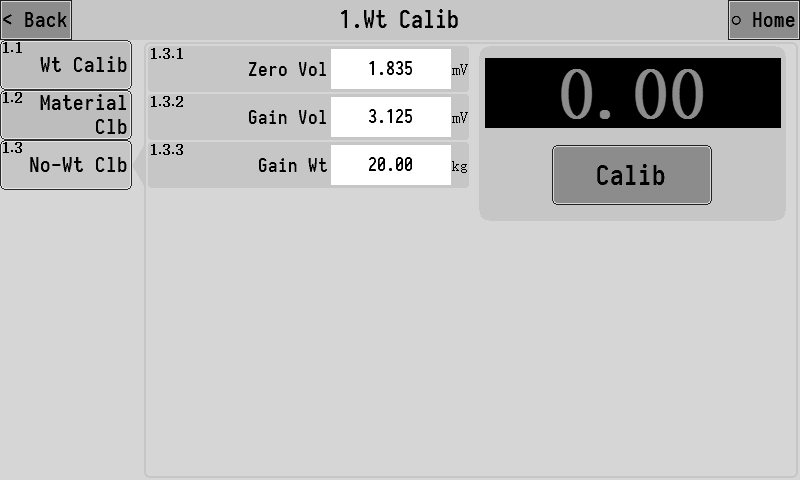 < Back
1.Wt Calib
○ Home
1.1
Wt Calib
1.2
Material
Clb
1.3
No-Wt Clb
1.3.1
Zero Vol
1.835
mV
1.3.2
Gain Vol
3.125
mV
1.3.3
Gain Wt
20.00
kg
0.00
Calib